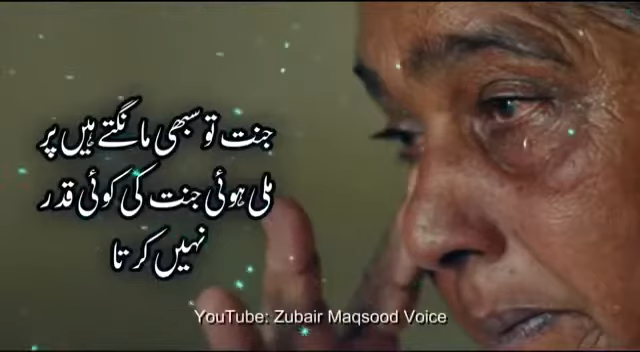 جنت تو سبھی مانگتے ہیں پر
ملی ہوئی جنت کی کوئی قدر
نہیں کرتا
YouTube: Zubair Maqsood Voice